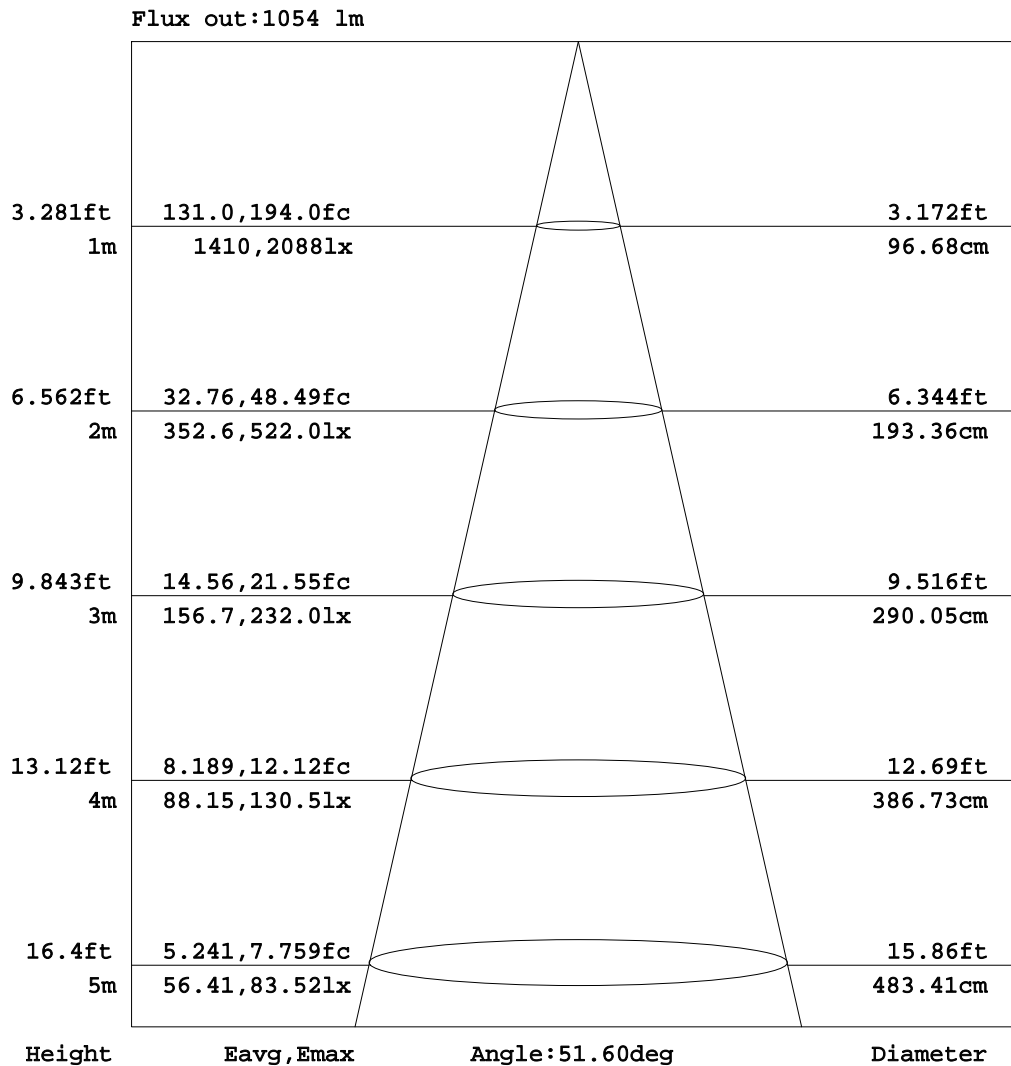 Flux out:1054 lm
3.281ft 131.0,194.0fc 3.172ft
1m 1410,2088lx 96.68cm
6.562ft 32.76,48.49fc 6.344ft
2m 352.6,522.0lx 193.36cm
9.843ft 14.56,21.55fc 9.516ft
3m 156.7,232.0lx 290.05cm
13.12ft 8.189,12.12fc 12.69ft
4m 88.15,130.5lx 386.73cm
16.4ft 5.241,7.759fc 15.86ft
5m 56.41,83.52lx 483.41cm
Height Eavg,Emax Angle:51.60deg Diameter